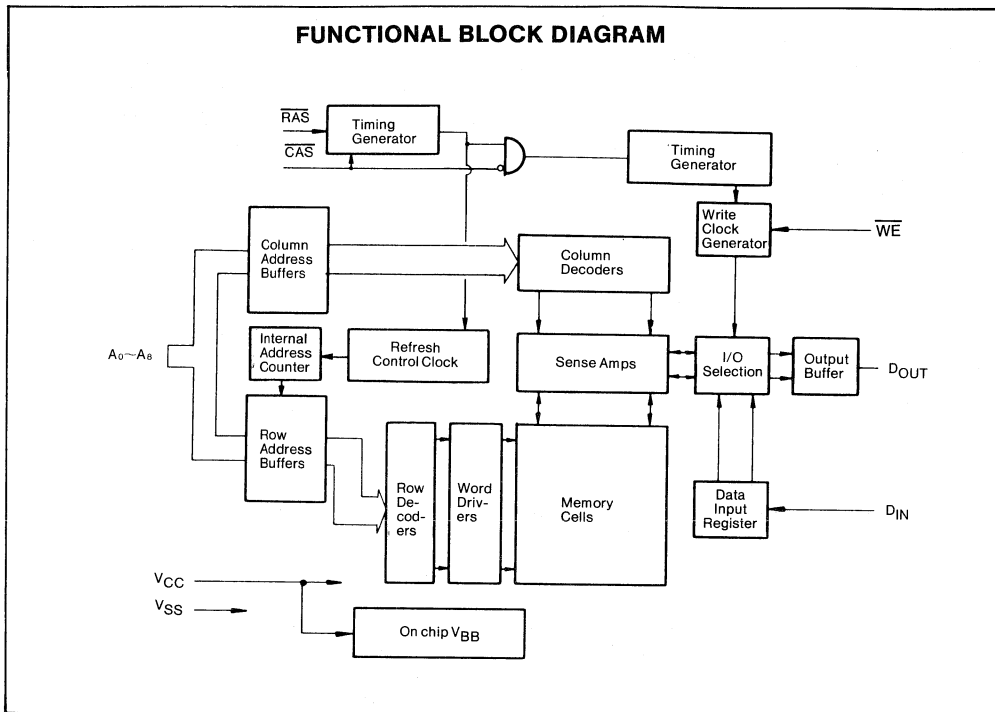 FUNCTIONAL BLOCK DIAGRAM
RAS
CAS
Timing
Generator
Timing
Generator
Write
Clock
Generator
WE
Column
Address
Buffers
Column
Decoders
A0~A8
Internal
Address
Counter
Refresh
Control Clock
Sense Amps
I/O
Selection
Output
Buffer
DOUT
Row
Address
Buffers
Row
De-
cod-
ers
Word
Driv-
ers
Memory
Cells
Data
Input
Register
DIN
VCC
VSS
On chip VBB